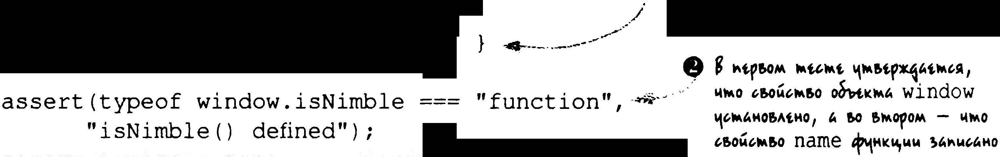 }
assert(typeof window.isNimble === "function",
"isNimble() defined");
2 В первом тесте утверждается,
что свойство объекта window
установлено, а во втором — что
свойство name функции записано